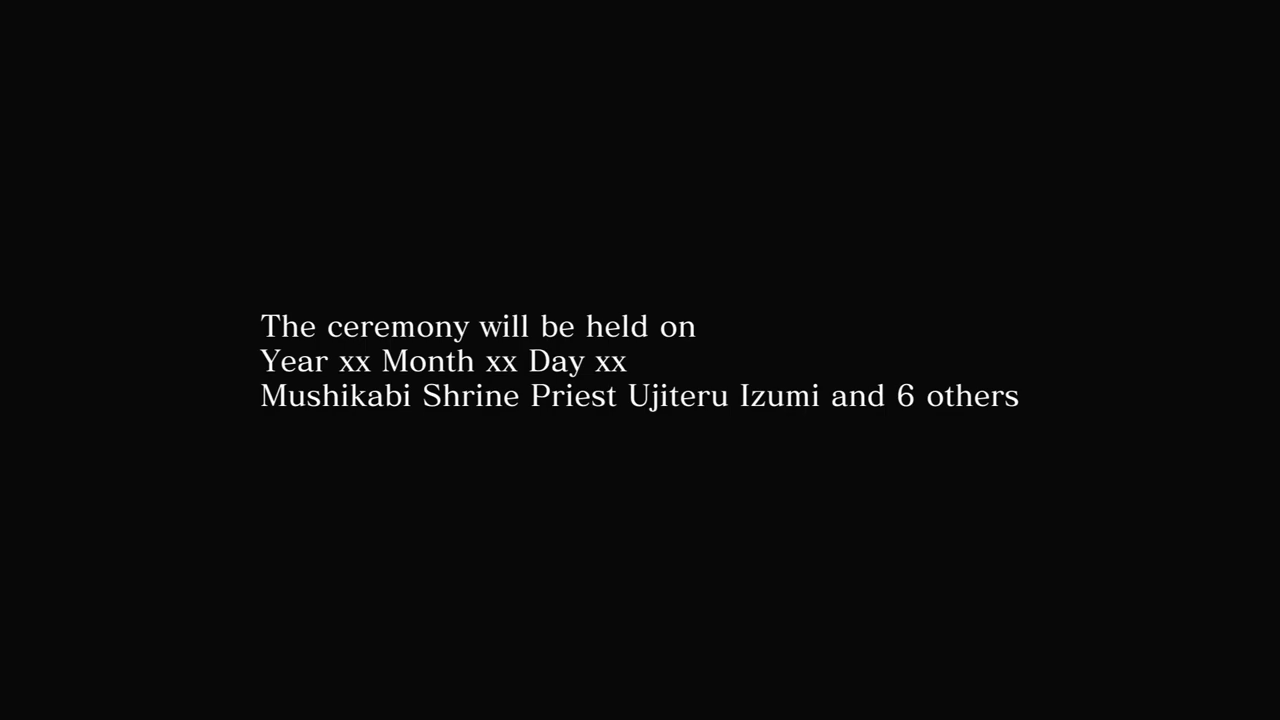 The ceremony will be held on
Year xx Month xx Day xx
Mushikabi Shrine Priest Ujiteru Izumi and 6 others